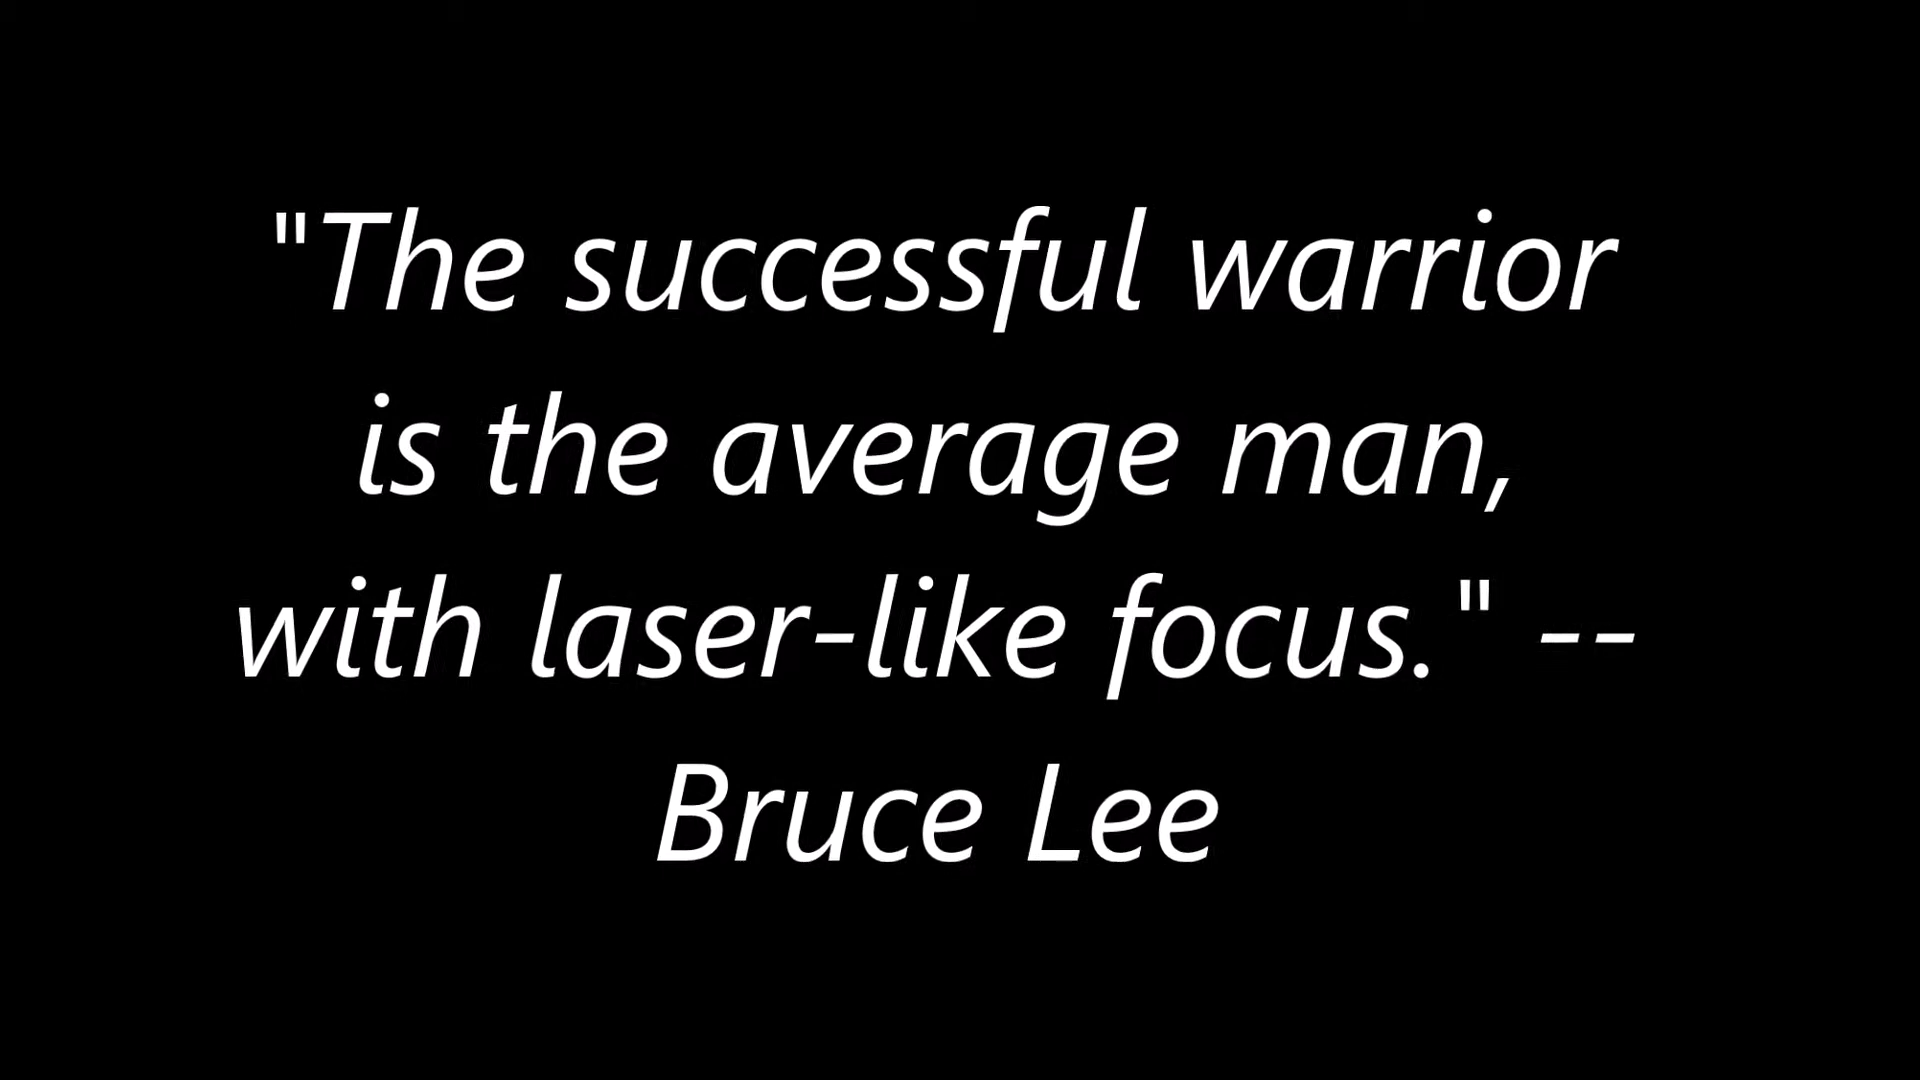 "The successful warrior
is the average man,
with laser-like focus." --
Bruce Lee